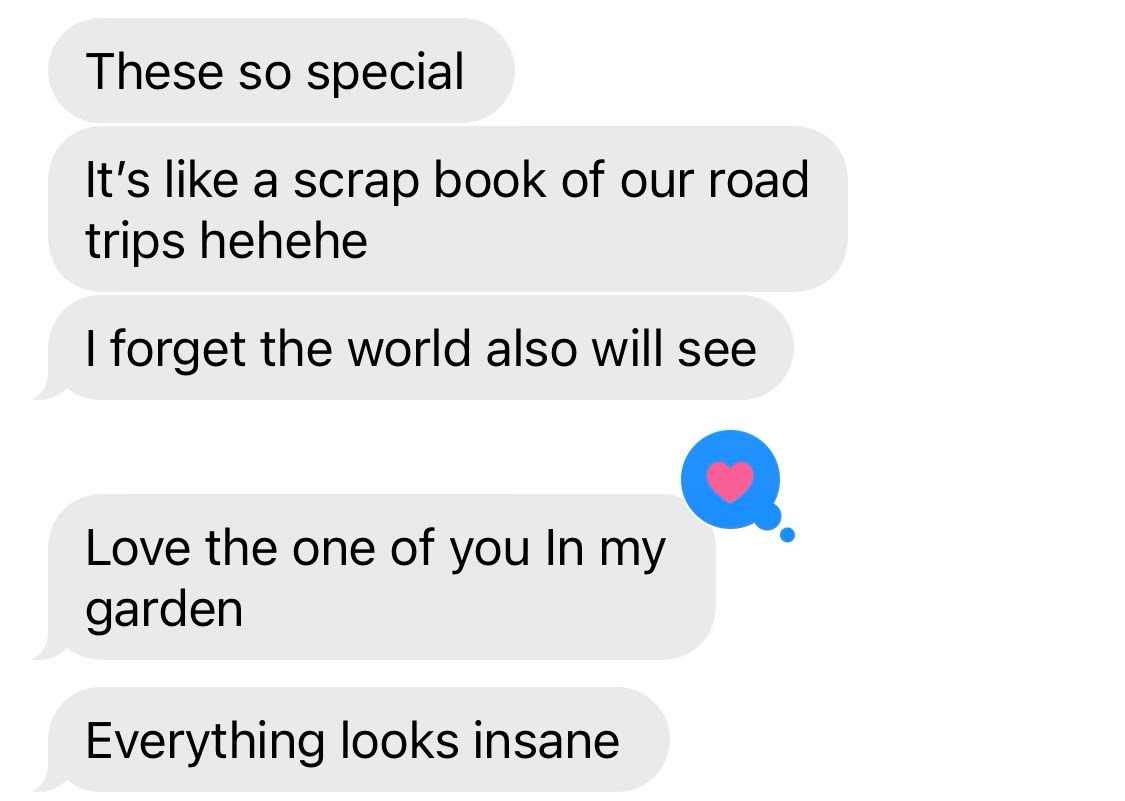 These so special
It’s like a scrap book of our road
trips hehehe
I forget the world also will see
Love the one of you In my
garden
Everything looks insane